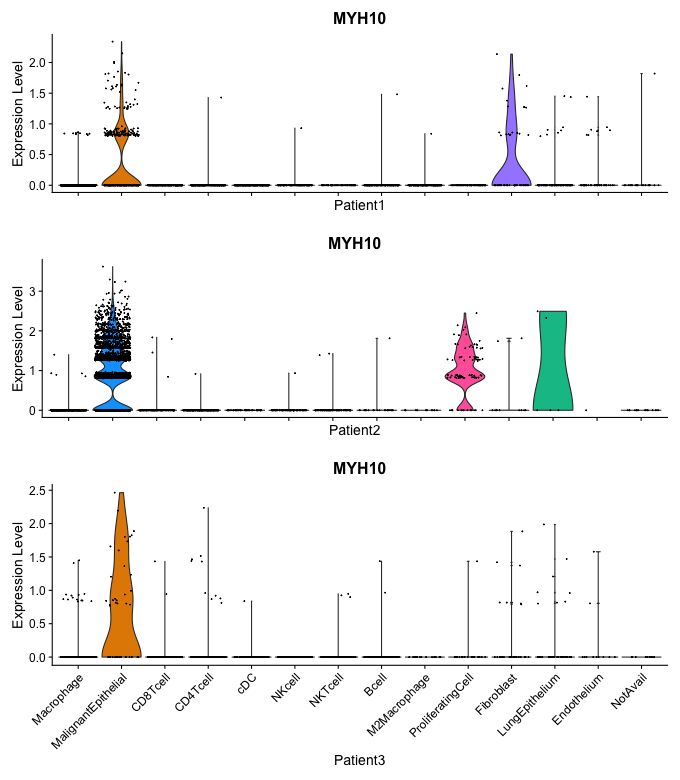 MYH10
Expression Level
2.0
1.5
1.0
0.5
0.0
Patient1
MYH10
Expression Level
3
2
1
0
Patient2
MYH10
Expression Level
2.5
2.0
1.5
1.0
0.5
0.0
Macrophage
MalignantEpithelial
CD8Tcell
CD4Tcell
cDC
NKcell
NKTcell
Bcell
M2Macrophage
ProliferatingCell
Fibroblast
LungEpithelium
Endothelium
NotAvail
Patient3